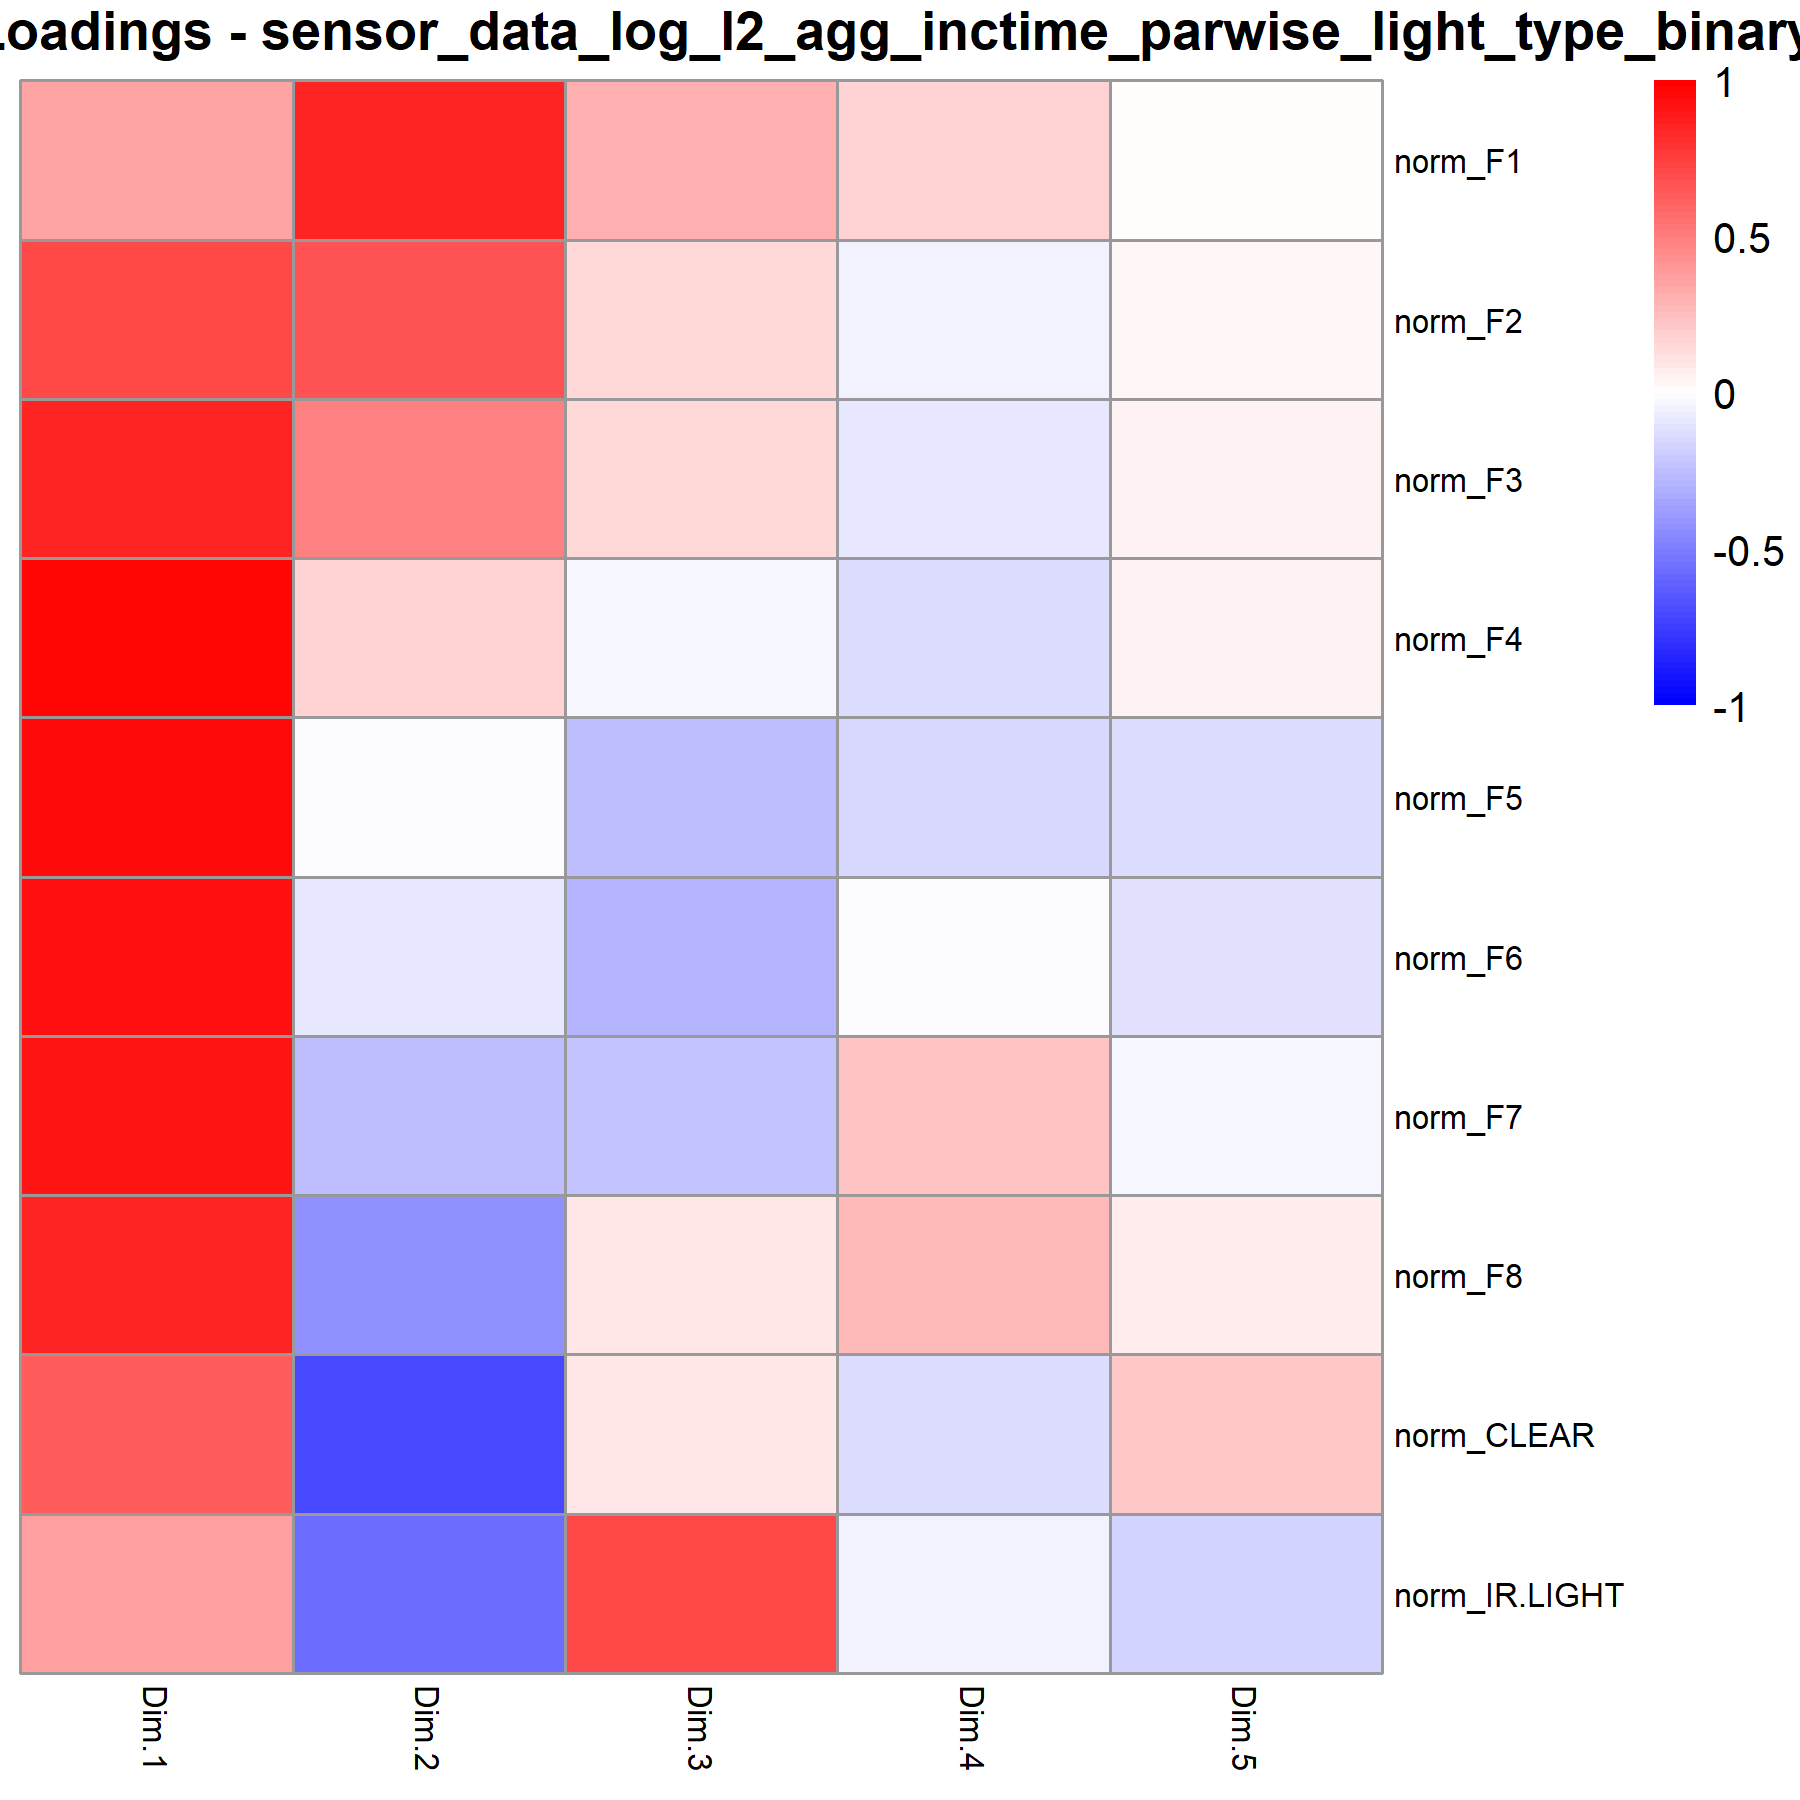 oadings - sensor_data_log_l2_agg_inctime_parwise_light_type_binary
1
norm_F1
0.5
norm_F2
0
norm_F3
-0.5
norm_F4
-1
norm_F5
norm_F6
norm_F7
norm_F8
norm_CLEAR
norm_IR.LIGHT
Dim.1
Dim.2
Dim.3
Dim.4
Dim.5